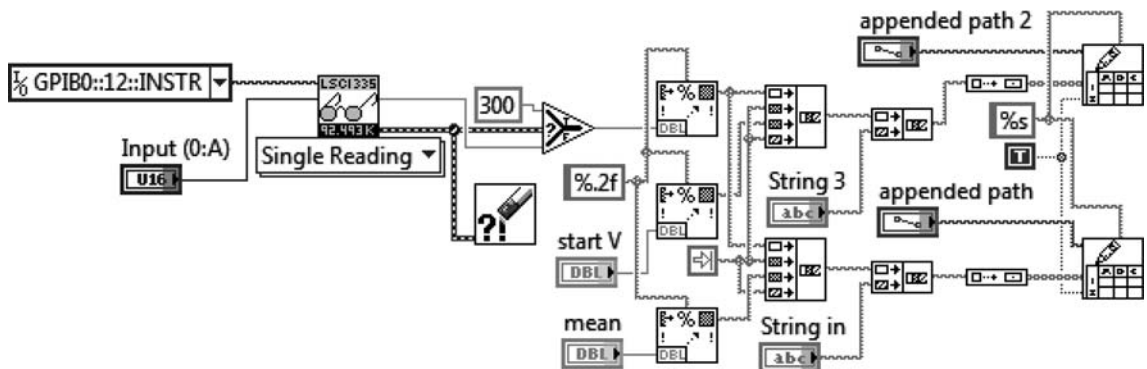 appended path 2
GPIB0::12::INSTR
LSCI335
92.493K
300
Input (0:A)
U16
Single Reading
%.2f
DBL
%s
String 3
abc
T
appended path
start V
DBL
DBL
mean
DBL
DBL
String in
abc